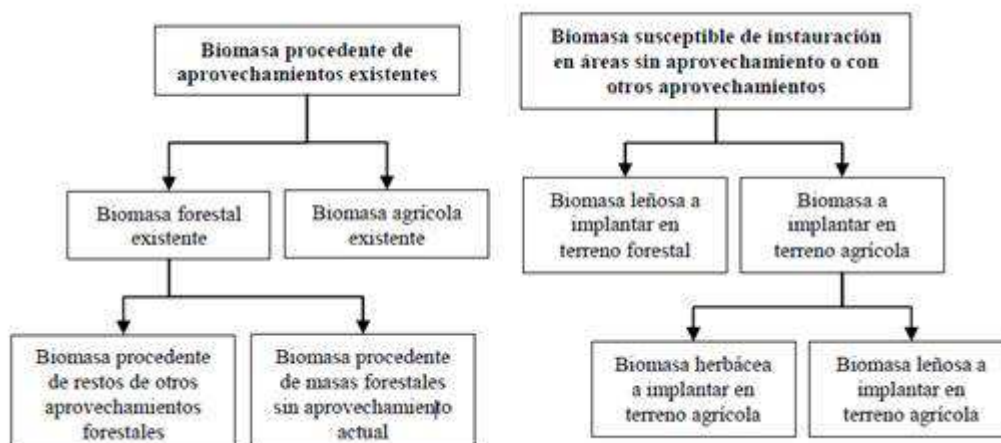 Biomasa procedente de
aprovechamientos existentes
Biomasa susceptible de instauración
en áreas sin aprovechamiento o con
otros aprovechamientos
Biomasa forestal
existente
Biomasa agrícola
existente
Biomasa leñosa a
implantar en
terreno forestal
Biomasa a
implantar en
terreno agrícola
Biomasa procedente
de restos de otros
aprovechamientos
forestales
Biomasa procedente
de masas forestales
sin aprovechamiento
actual
Biomasa herbácea
a implantar en
terreno agrícola
Biomasa leñosa a
implantar en
terreno agrícola